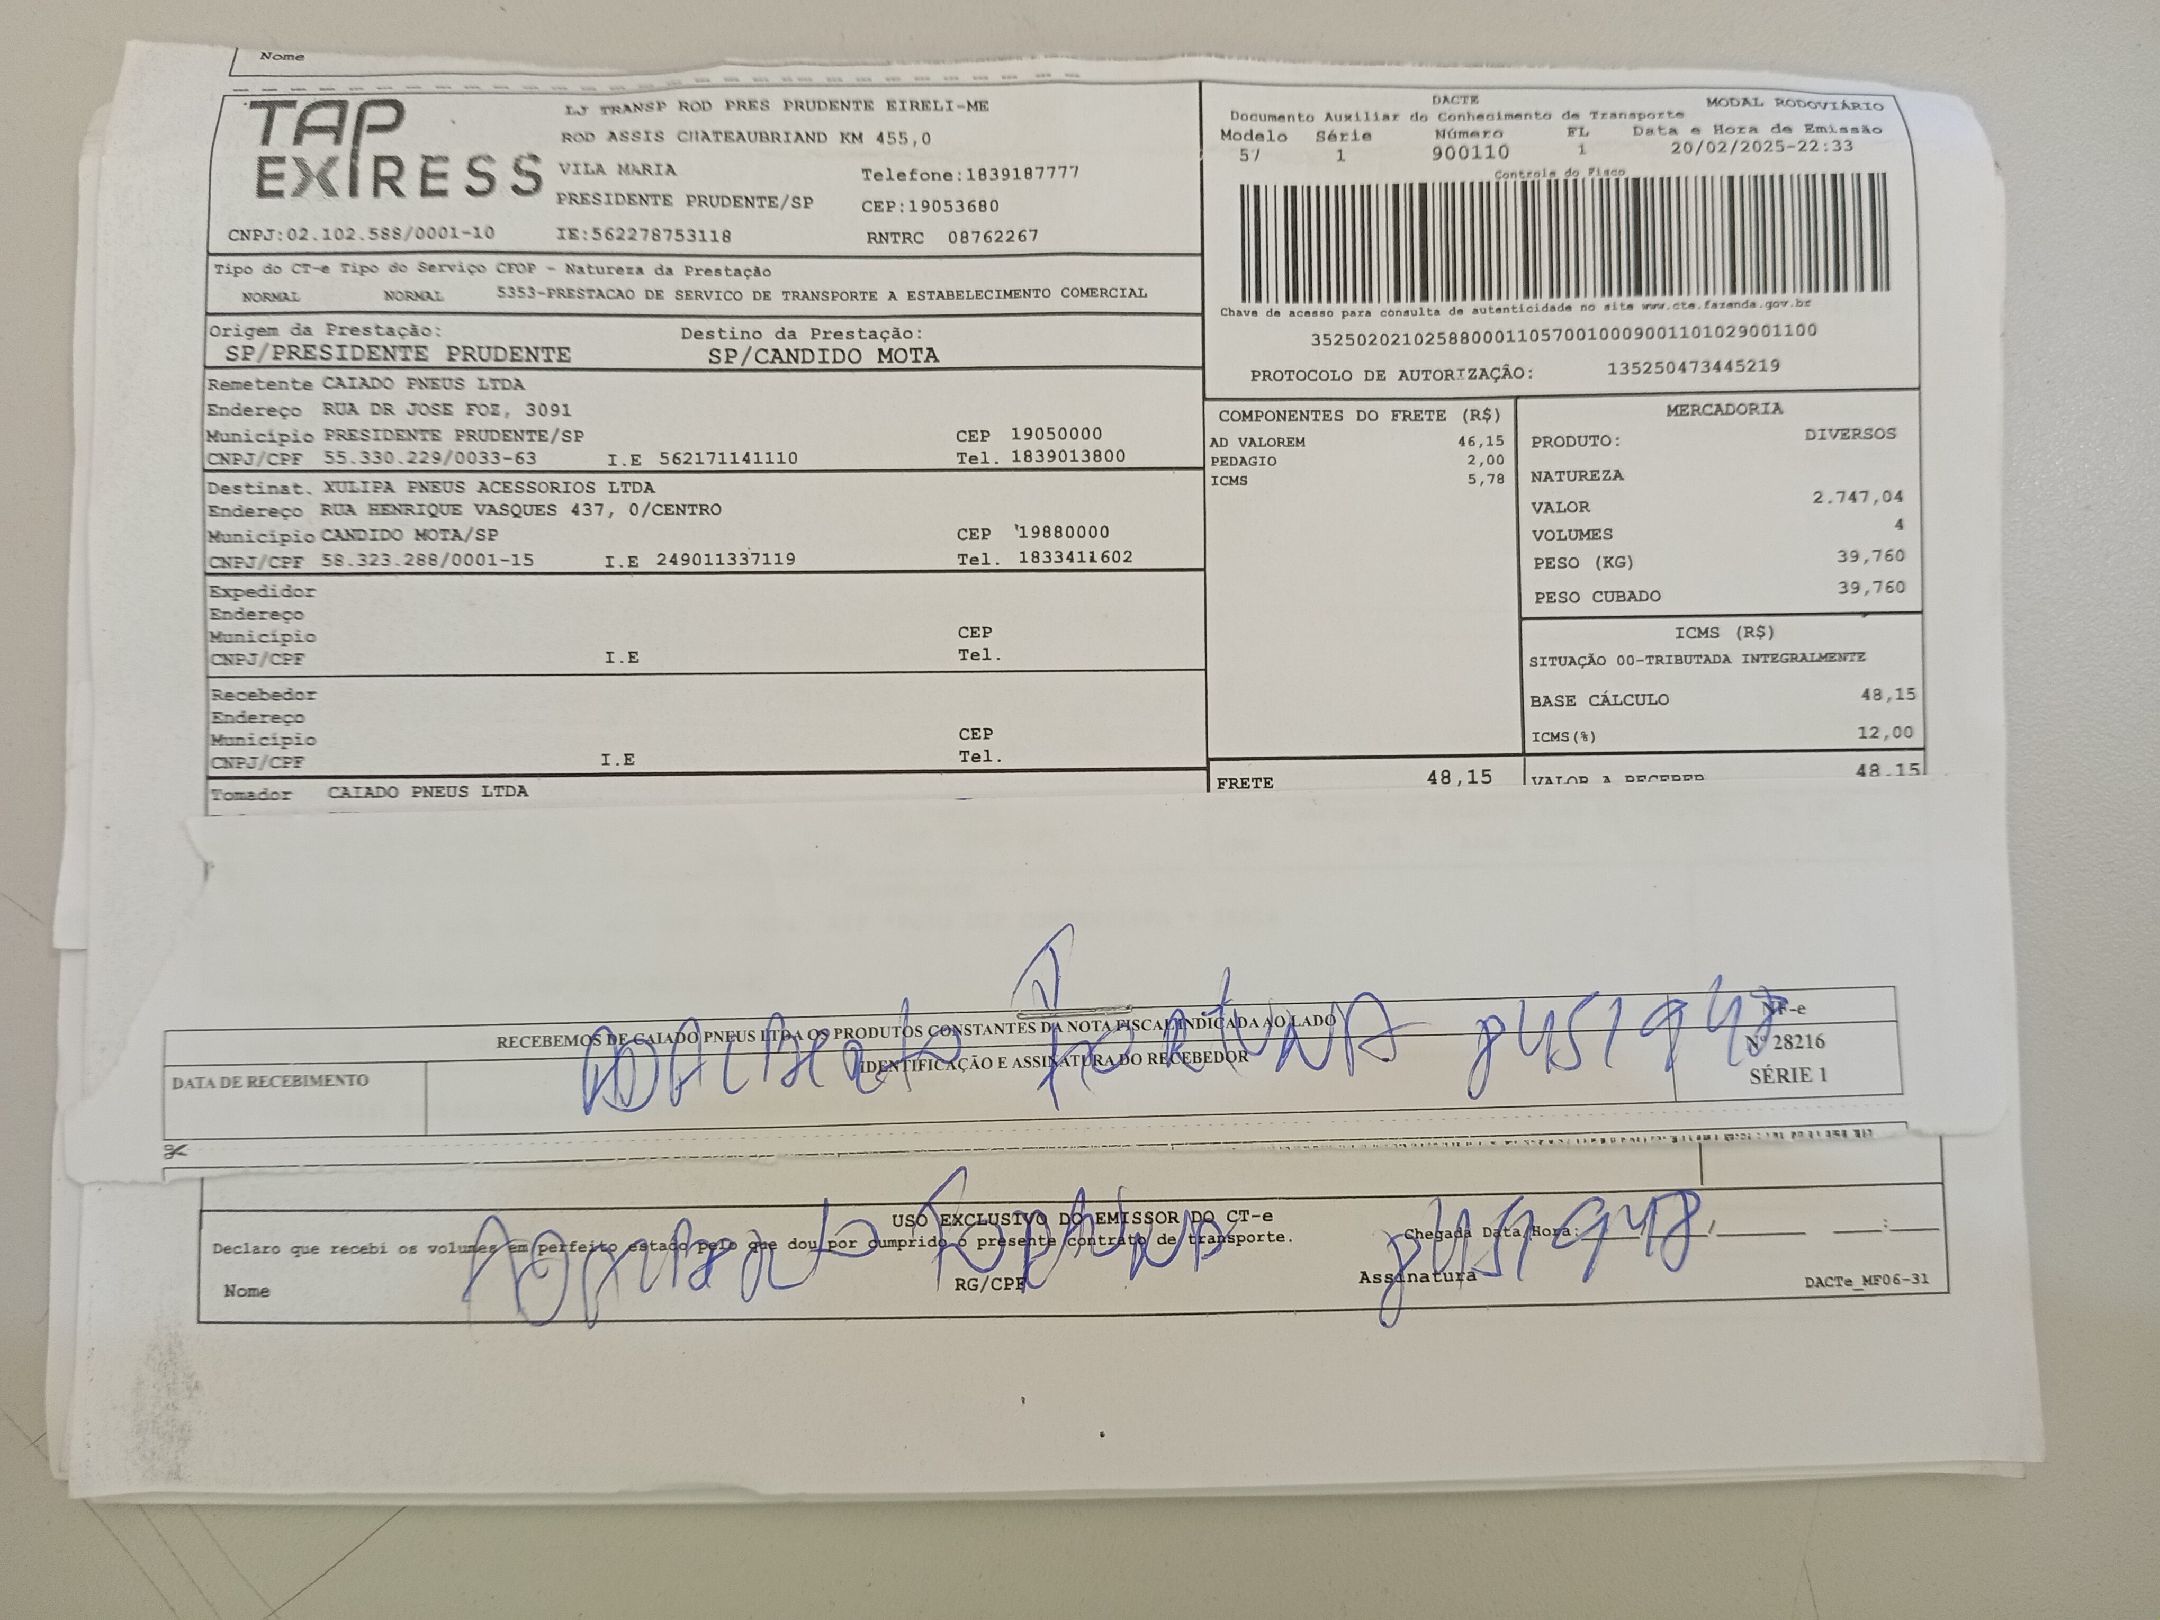 Nome
TAP EXPRESS
LJ TRANSP ROD PRES PRUDENTE EIRELI-ME
ROD ASSIS CHATEAUBRIAND KM 455,0
VILA MARIA Telefone:1839187777
PRESIDENTE PRUDENTE/SP CEP:19053680
CNPJ:02.102.588/0001-10 IE:562278753118 RNTRC 08762267
DACTE MODAL RODOVIÁRIO
Documento Auxiliar do Conhecimento de Transporte
Modelo Série Número FL Data e Hora de Emissão
57 1 900110 1 20/02/2025-22:33
Controle do Fisco
Chave de acesso para consulta de autenticidade no site www.cte.fazenda.gov.br
35250202102588000110570010009001101029001100
PROTOCOLO DE AUTORIZAÇÃO: 135250473445219
Tipo do CT-e Tipo do Serviço CFOP - Natureza da Prestação
NORMAL NORMAL 5353-PRESTACAO DE SERVICO DE TRANSPORTE A ESTABELECIMENTO COMERCIAL
Origem da Prestação: Destino da Prestação:
SP/PRESIDENTE PRUDENTE SP/CANDIDO MOTA
Remetente CAIADO PNEUS LTDA
Endereço RUA DR JOSE FOZ, 3091
Município PRESIDENTE PRUDENTE/SP CEP 19050000
CNPJ/CPF 55.330.229/0033-63 I.E 562171141110 Tel. 1839013800
Destinat. XULIPA PNEUS ACESSORIOS LTDA
Endereço RUA HENRIQUE VASQUES 437, 0/CENTRO
Município CANDIDO MOTA/SP CEP 19880000
CNPJ/CPF 58.323.288/0001-15 I.E 249011337119 Tel. 1833411602
Expedidor
Endereço
Município CEP
CNPJ/CPF I.E Tel.
Recebedor
Endereço
Município CEP
CNPJ/CPF I.E Tel.
Tomador CAIADO PNEUS LTDA
COMPONENTES DO FRETE (R$)
AD VALOREM 46,15
PEDAGIO 2,00
ICMS 5,78
FRETE 48,15
MERCADORIA
PRODUTO: DIVERSOS
NATUREZA
VALOR 2.747,04
VOLUMES 4
PESO (KG) 39,760
PESO CUBADO 39,760
ICMS (R$)
SITUAÇÃO 00-TRIBUTADA INTEGRALMENTE
BASE CÁLCULO 48,15
ICMS(%) 12,00
VALOR A RECEBER 48,15
RECEBEMOS DE CAIADO PNEUS LTDA OS PRODUTOS CONSTANTES DA NOTA FISCAL INDICADA AO LADO
NF-e
Nº 28216
SÉRIE 1
DATA DE RECEBIMENTO IDENTIFICAÇÃO E ASSINATURA DO RECEBEDOR
USO EXCLUSIVO DO EMISSOR DO CT-e
Declaro que recebi os volumes em perfeito estado pelo que dou por cumprido o presente contrato de transporte.
Chegada Data/Hora:
Nome RG/CPF Assinatura DACTe_MF06-31